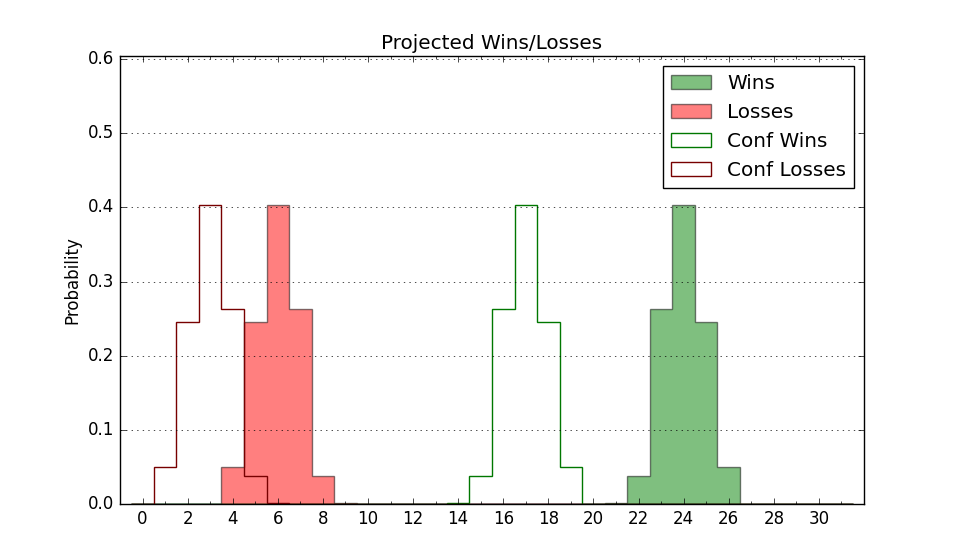 Projected Wins/Losses
0.6
0.5
0.4
0.3
0.2
0.1
0.0
Probability
Wins
Losses
Conf Wins
Conf Losses
0 2 4 6 8 10 12 14 16 18 20 22 24 26 28 30